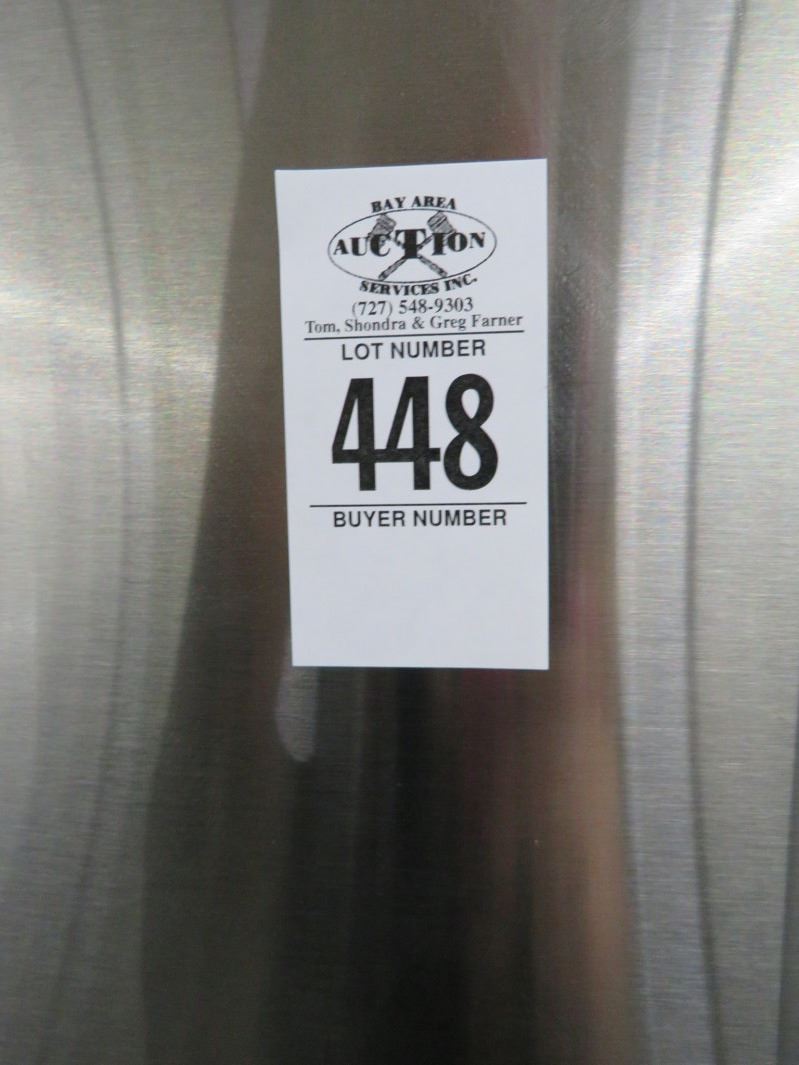 BAY AREA
AUCTION
SERVICES INC.
(727) 548-9303
Tom, Shondra & Greg Farner
LOT NUMBER
448
BUYER NUMBER